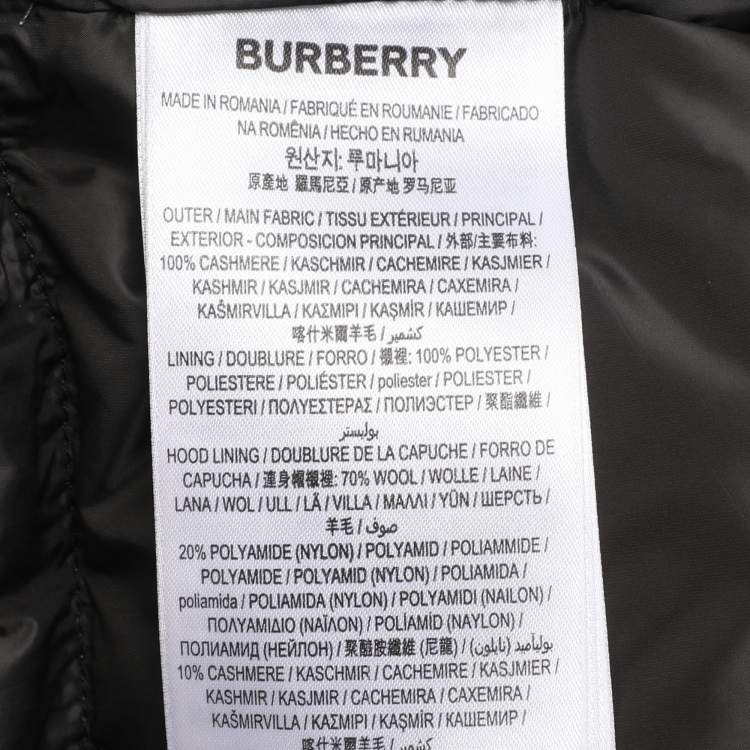 BURBERRY
MADE IN ROMANIA / FABRIQUÉ EN ROUMANIE / FABRICADO
NA ROMÊNIA / HECHO EN RUMANIA
원산지: 루마니아
原產地 羅馬尼亞 / 原产地 罗马尼亚
OUTER / MAIN FABRIC / TISSU EXTÉRIEUR / PRINCIPAL /
EXTERIOR - COMPOSICION PRINCIPAL / 外部/主要布料:
100% CASHMERE / KASCHMIR / CACHEMIRE / KASJMIER /
KASHMIR / KASJMIR / CACHEMIRA / CAXEMIRA /
KAŠMIRVILLA / ΚΑΣΜΙΡΙ / KAŞMİR / КАШЕМИР /
喀什米爾羊毛 / كشمير
LINING / DOUBLURE / FORRO / 襯裡: 100% POLYESTER /
POLIESTERE / POLIÉSTER / poliester / POLIESTER /
POLYESTERI / ΠΟΛΥΕΣΤΕΡΑΣ / ПОЛИЭСТЕР / 聚酯纖維 /
بوليستر
HOOD LINING / DOUBLURE DE LA CAPUCHE / FORRO DE
CAPUCHA / 連身帽襯裡: 70% WOOL / WOLLE / LAINE /
LANA / WOL / ULL / LÃ / VILLA / ΜΑΛΛΙ / YÜN / ШЕРСТЬ /
羊毛 / صوف
20% POLYAMIDE (NYLON) / POLYAMID / POLIAMMIDE /
POLYAMIDE / POLYAMID (NYLON) / POLIAMIDA /
poliamida / POLIAMIDA (NYLON) / POLYAMIDI (NAILON) /
ΠΟΛΥΑΜΙΔΙΟ (ΝΑΪΛΟΝ) / POLİAMİD (NAYLON) /
ПОЛИАМИД (НЕЙЛОН) / 聚醯胺纖維 (尼龍) / بوليأميد (نايلون)
10% CASHMERE / KASCHMIR / CACHEMIRE / KASJMIER /
KASHMIR / KASJMIR / CACHEMIRA / CAXEMIRA /
KAŠMIRVILLA / ΚΑΣΜΙΡΙ / KAŞMİR / КАШЕМИР /
喀什米爾羊毛 / كشمير